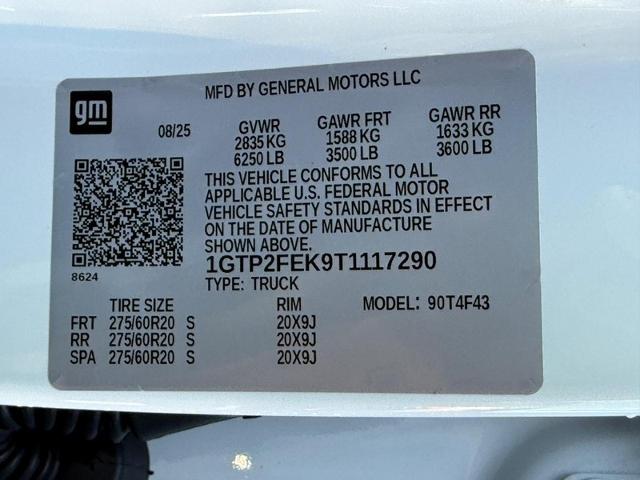 MFD BY GENERAL MOTORS LLC
gm
08/25
GVWR GAWR FRT GAWR RR
2835 KG 1588 KG 1633 KG
6250 LB 3500 LB 3600 LB
THIS VEHICLE CONFORMS TO ALL
APPLICABLE U.S. FEDERAL MOTOR
VEHICLE SAFETY STANDARDS IN EFFECT
ON THE DATE OF MANUFACTURE
SHOWN ABOVE.
8624
1GTP2FEK9T1117290
TYPE: TRUCK
TIRE SIZE RIM MODEL: 90T4F43
FRT 275/60R20 S 20X9J
RR 275/60R20 S 20X9J
SPA 275/60R20 S 20X9J